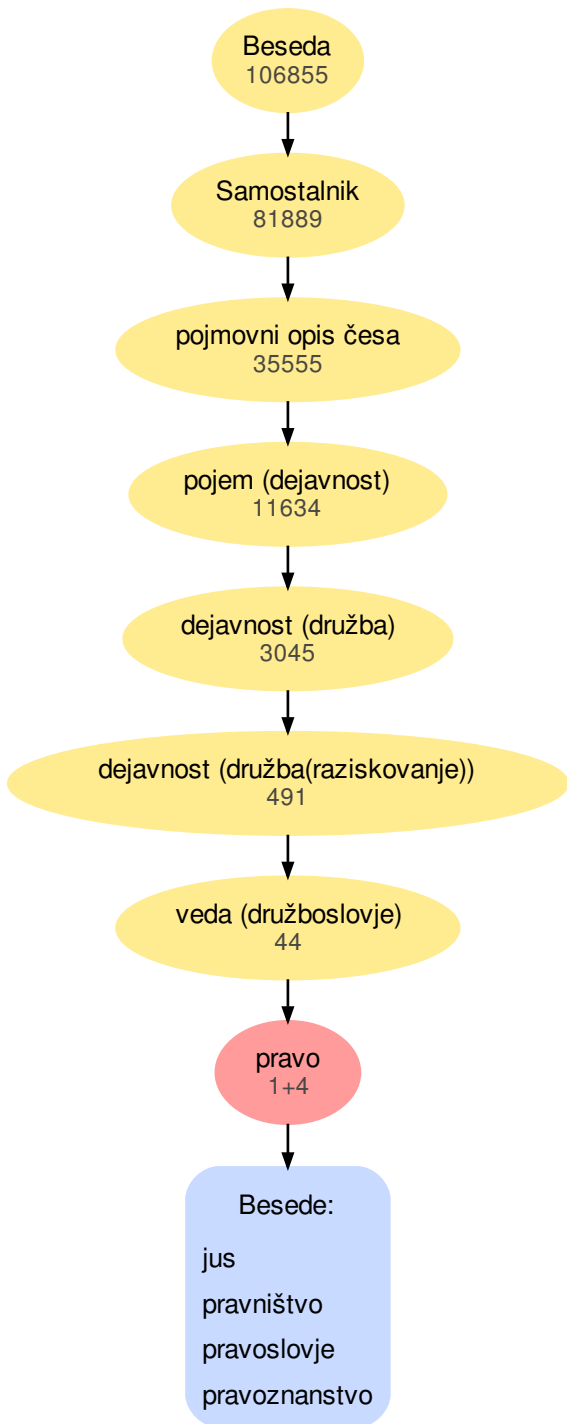 Beseda
106855
Samostalnik
81889
pojmovni opis česa
35555
pojem (dejavnost)
11634
dejavnost (družba)
3045
dejavnost (družba(raziskovanje))
491
veda (družboslovje)
44
pravo
1+4
Besede:
jus
pravništvo
pravoslovje
pravoznanstvo